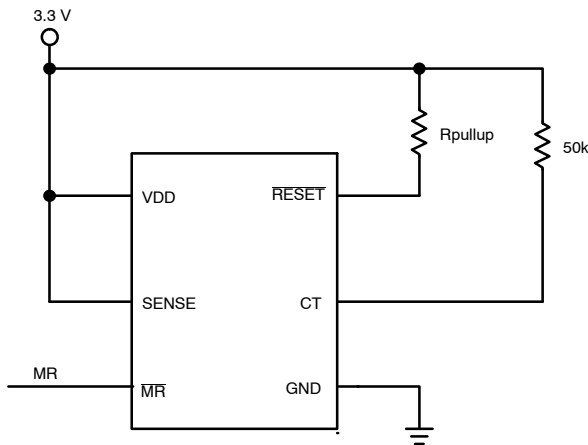 3.3 V
Rpullup
50k
VDD
RESET
SENSE
CT
MR
MR
GND